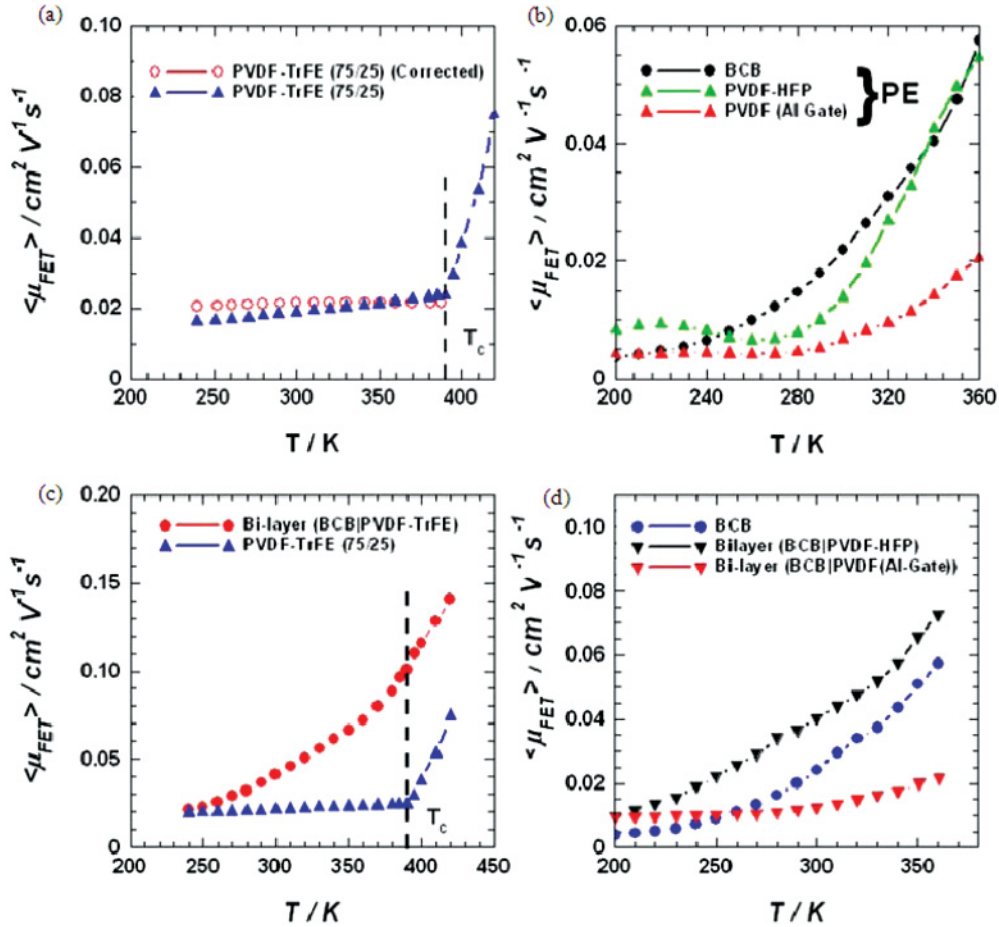 (a)
0.10
0.08
0.06
0.04
0.02
0
<μFET> / cm² V⁻¹s⁻¹
PVDF-TrFE (75/25) (Corrected)
PVDF-TrFE (75/25)
Tc
200 250 300 350 400
T / K
(b)
0.06
0.04
0.02
0
<μFET> / cm² V⁻¹s⁻¹
BCB
PVDF-HFP
PVDF (Al Gate)
} PE
200 240 280 320 360
T / K
(c)
0.20
0.15
0.10
0.05
0
<μFET> / cm² V⁻¹s⁻¹
Bi-layer (BCB|PVDF-TrFE)
PVDF-TrFE (75/25)
Tc
200 250 300 350 400 450
T / K
(d)
0.10
0.08
0.06
0.04
0.02
0
<μFET> / cm² V⁻¹s⁻¹
BCB
Bilayer (BCB|PVDF-HFP)
Bi-layer (BCB|PVDF(Al-Gate))
200 250 300 350
T / K